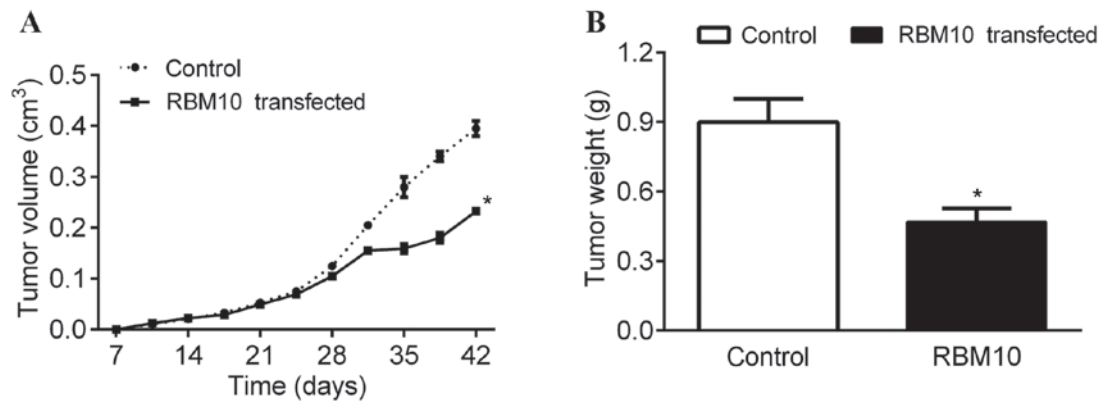 A
Control
RBM10 transfected
Tumor volume (cm³)
0.5
0.4
0.3
0.2
0.1
0.0
*
7 14 21 28 35 42
Time (days)
B
Control RBM10 transfected
Tumor weight (g)
1.2
0.9
0.6
0.3
0.0
*
Control RBM10